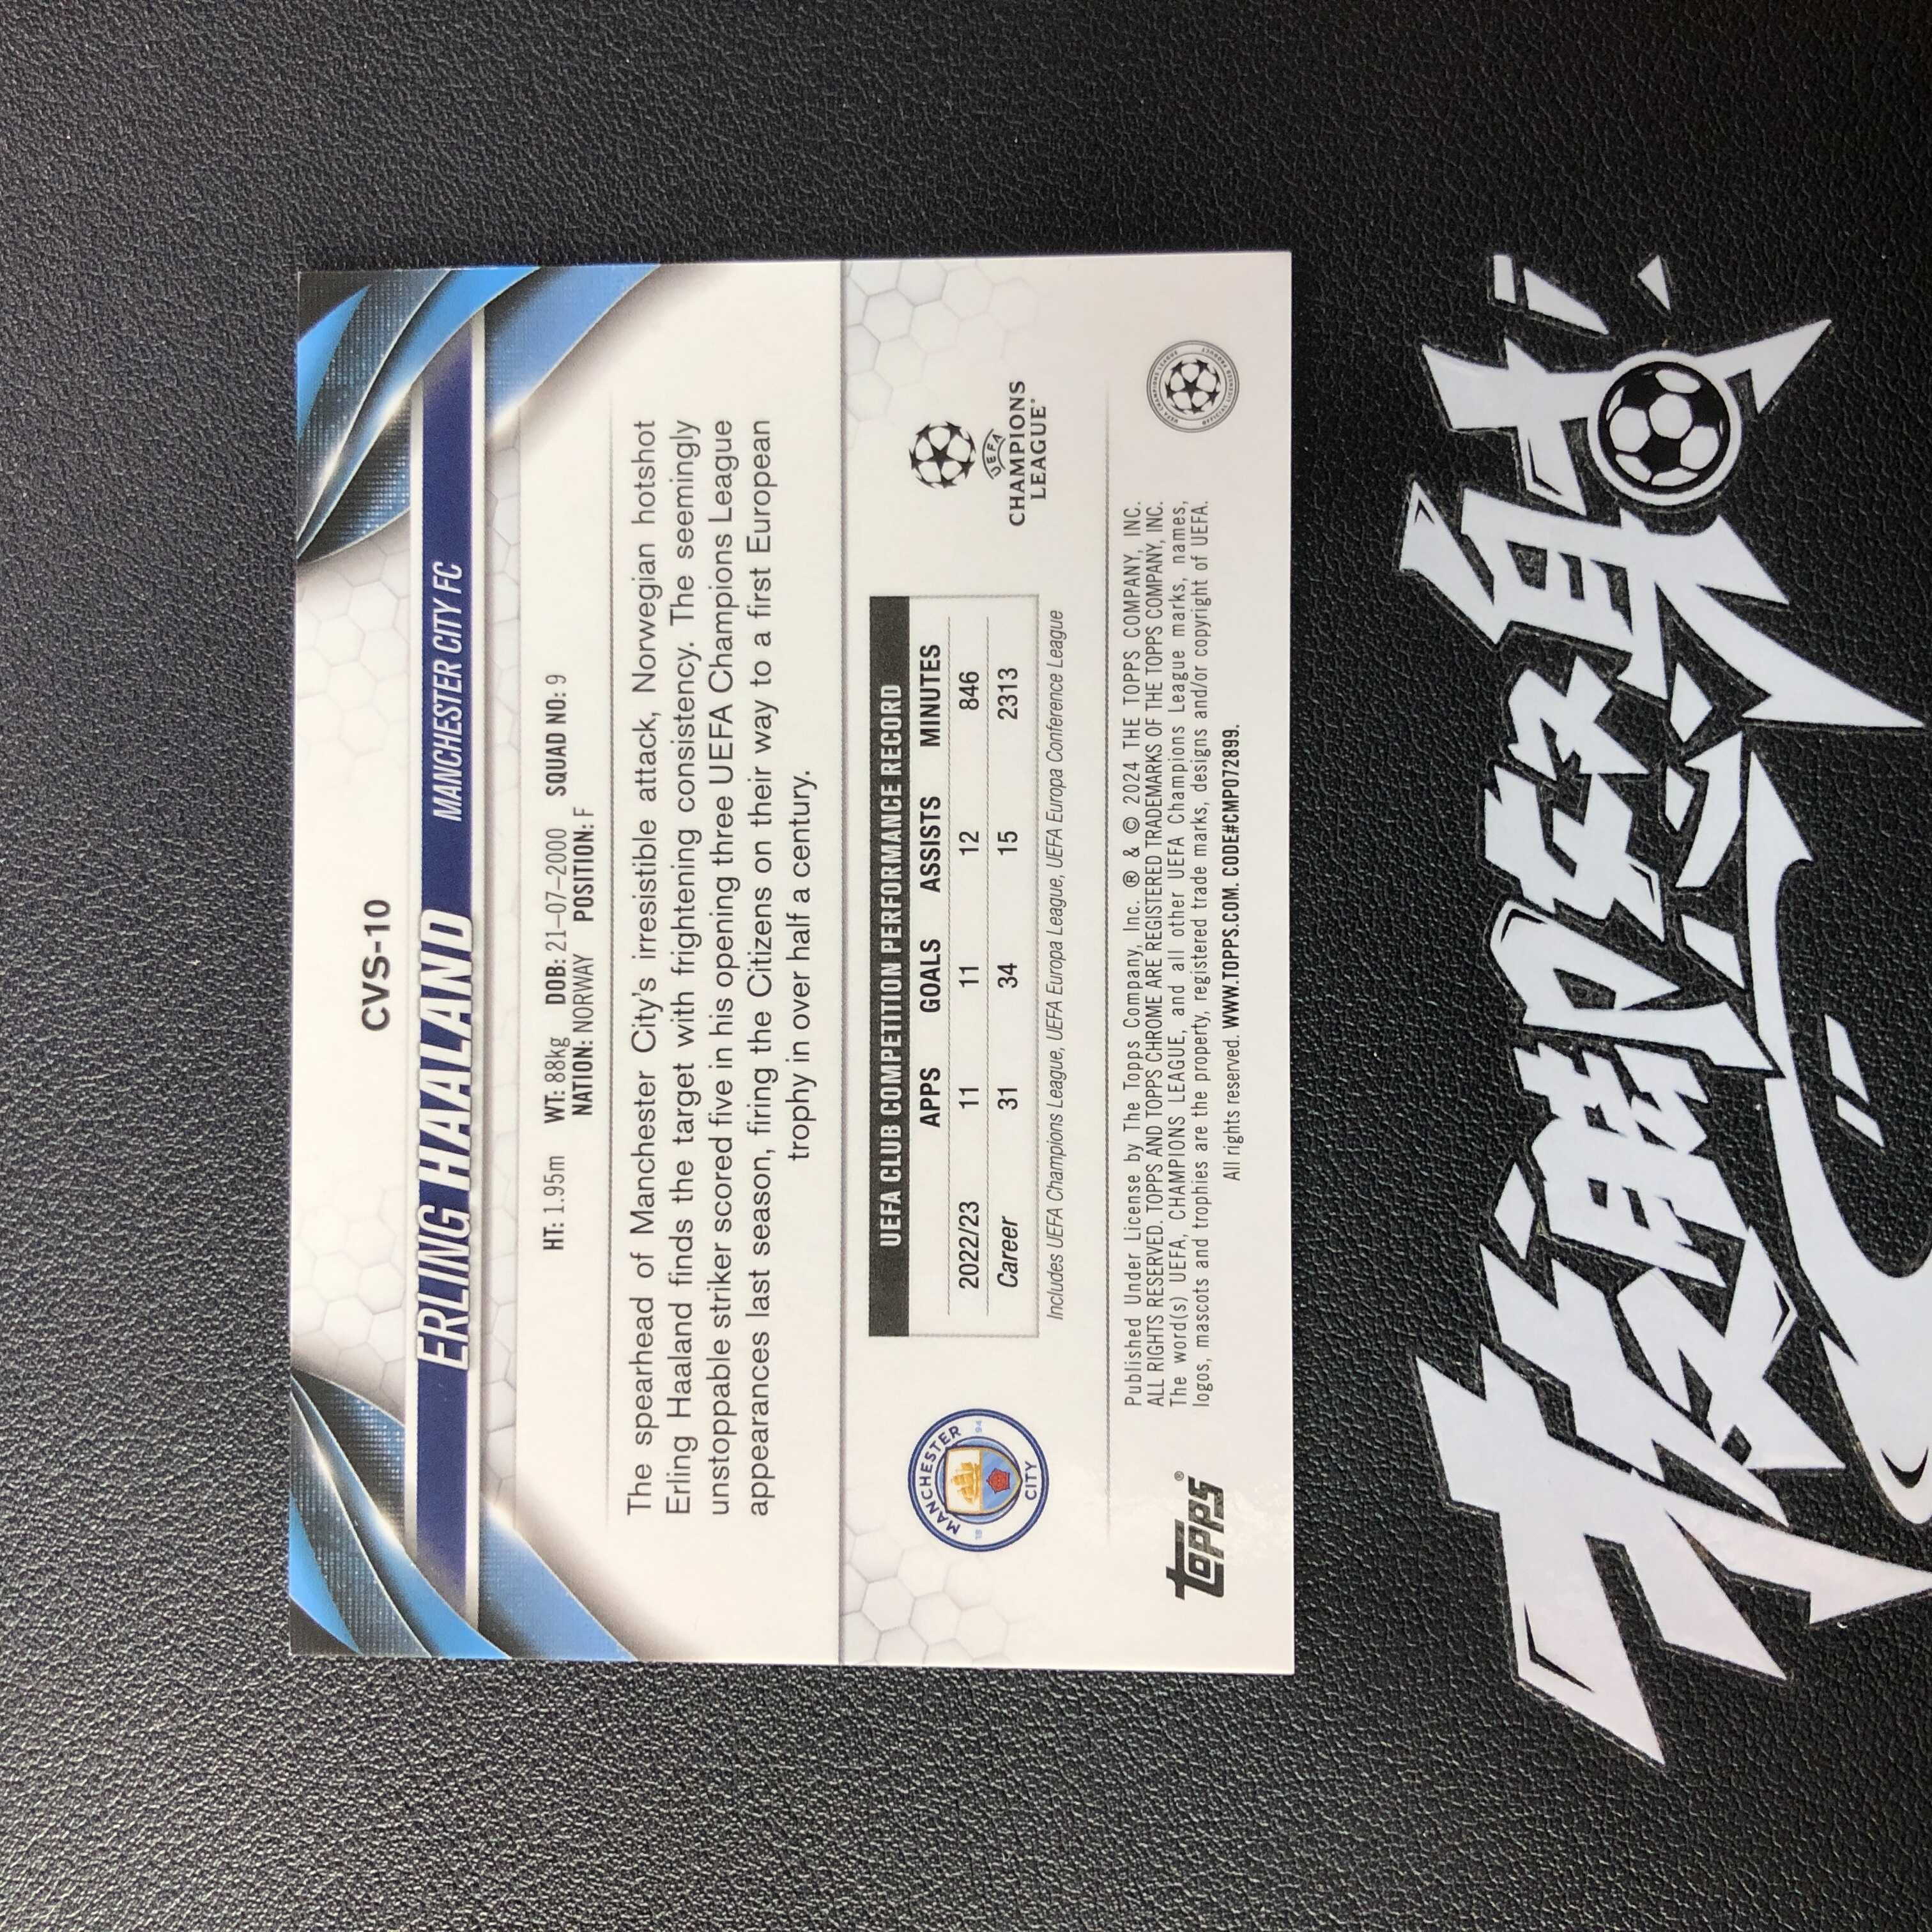 CVS-10
ERLING HAALAND MANCHESTER CITY FC
HT: 1.95m WT: 88kg DOB: 21-07-2000 SQUAD NO: 9
NATION: NORWAY POSITION: F
The spearhead of Manchester City's irresistible attack, Norwegian hotshot
Erling Haaland finds the target with frightening consistency. The seemingly
unstoppable striker scored five in his opening three UEFA Champions League
appearances last season, firing the Citizens on their way to a first European
trophy in over half a century.
UEFA CLUB COMPETITION PERFORMANCE RECORD
APPS GOALS ASSISTS MINUTES
2022/23 11 11 12 846
Career 31 34 15 2313
Includes UEFA Champions League, UEFA Europa League, UEFA Europa Conference League
MANCHESTER
CITY
18 94
UEFA
CHAMPIONS
LEAGUE®
Published Under License by The Topps Company, Inc. ® & © 2024 THE TOPPS COMPANY, INC.
ALL RIGHTS RESERVED. TOPPS AND TOPPS CHROME ARE REGISTERED TRADEMARKS OF THE TOPPS COMPANY, INC.
The word(s) UEFA, CHAMPIONS LEAGUE, and all other UEFA Champions League marks, names,
logos, mascots and trophies are the property, registered trade marks, designs and/or copyright of UEFA.
All rights reserved. WWW.TOPPS.COM. CODE#CMP072899.
topps®